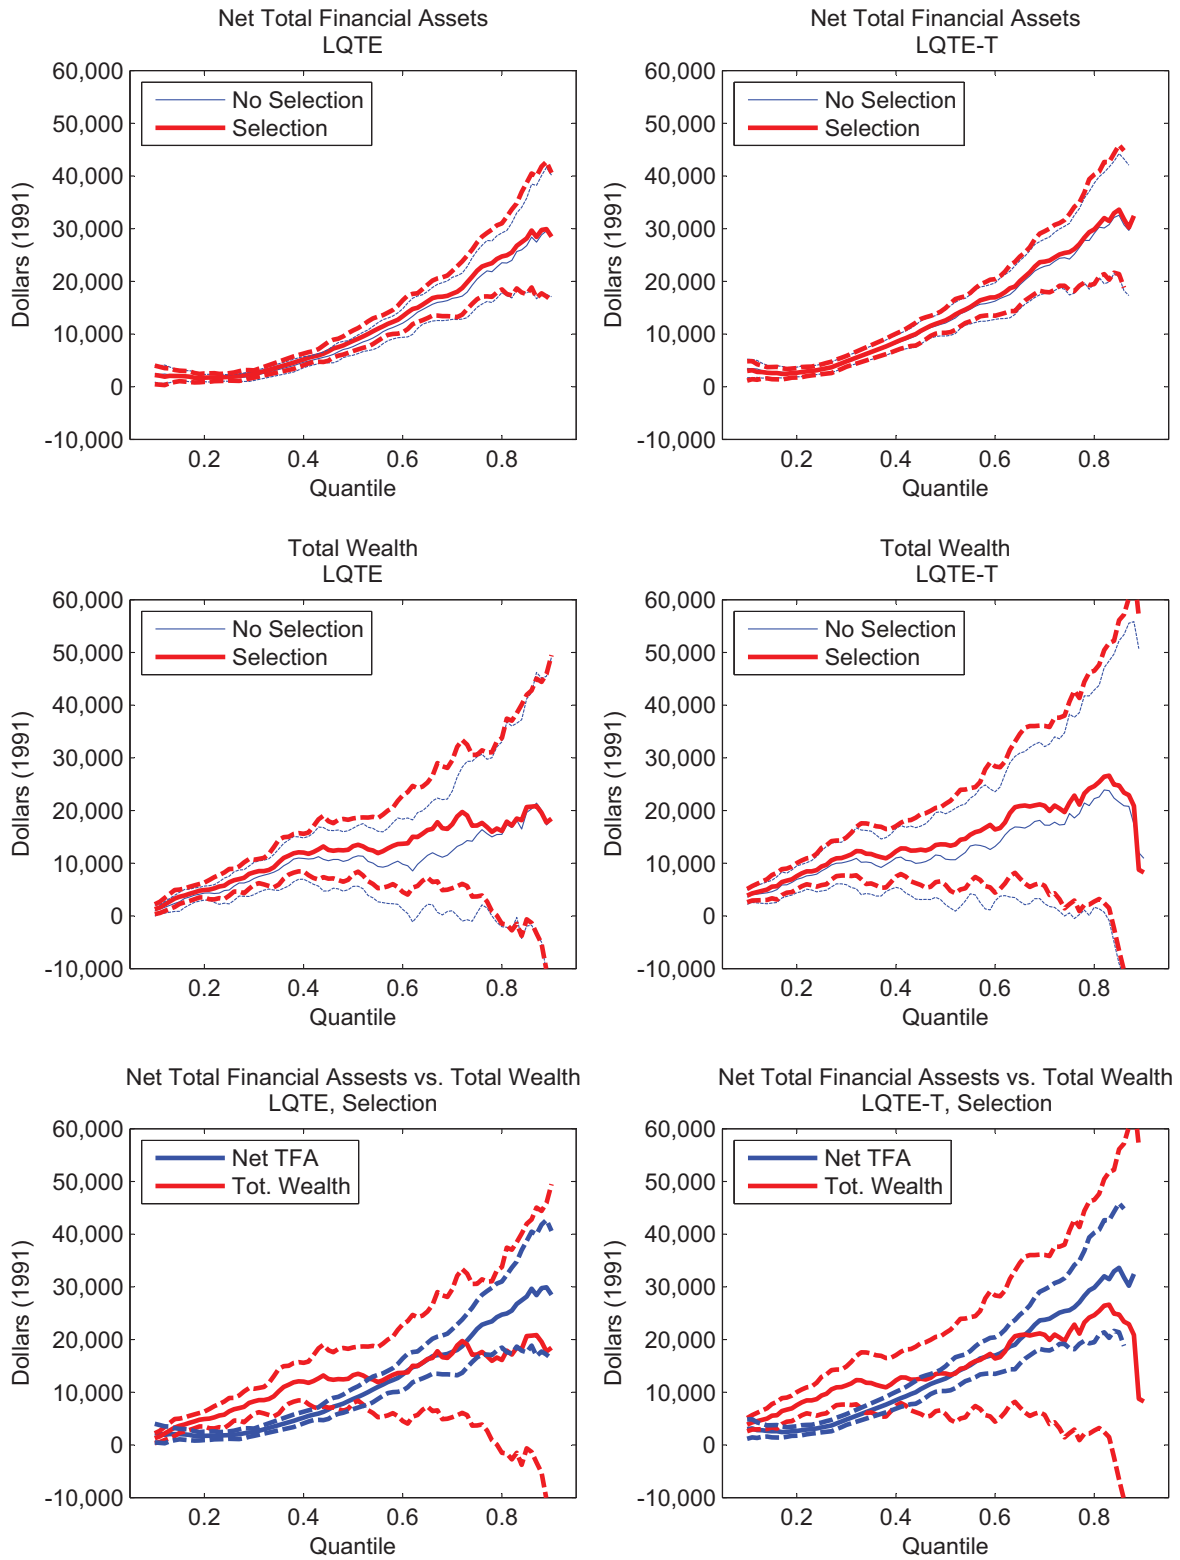 Net Total Financial Assets
LQTE
60,000
50,000
40,000
30,000
20,000
10,000
0
-10,000
Dollars (1991)
No Selection
Selection
0.2 0.4 0.6 0.8
Quantile
Net Total Financial Assets
LQTE-T
60,000
50,000
40,000
30,000
20,000
10,000
0
-10,000
Dollars (1991)
No Selection
Selection
0.2 0.4 0.6 0.8
Quantile
Total Wealth
LQTE
60,000
50,000
40,000
30,000
20,000
10,000
0
-10,000
Dollars (1991)
No Selection
Selection
0.2 0.4 0.6 0.8
Quantile
Total Wealth
LQTE-T
60,000
50,000
40,000
30,000
20,000
10,000
0
-10,000
Dollars (1991)
No Selection
Selection
0.2 0.4 0.6 0.8
Quantile
Net Total Financial Assests vs. Total Wealth
LQTE, Selection
60,000
50,000
40,000
30,000
20,000
10,000
0
-10,000
Dollars (1991)
Net TFA
Tot. Wealth
0.2 0.4 0.6 0.8
Quantile
Net Total Financial Assests vs. Total Wealth
LQTE-T, Selection
60,000
50,000
40,000
30,000
20,000
10,000
0
-10,000
Dollars (1991)
Net TFA
Tot. Wealth
0.2 0.4 0.6 0.8
Quantile